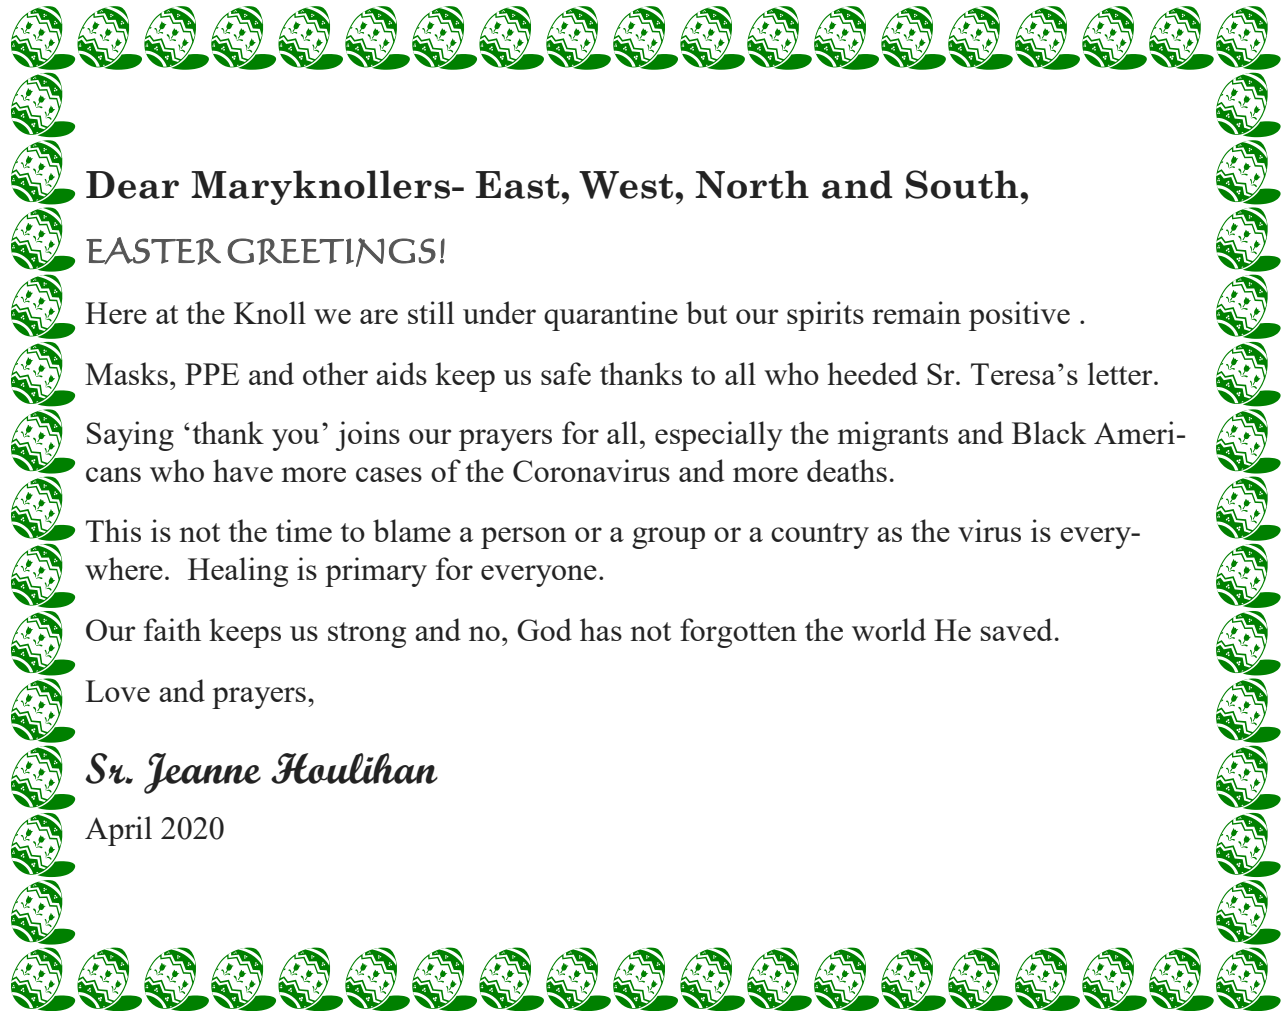 Dear Maryknollers- East, West, North and South,
EASTER GREETINGS!
Here at the Knoll we are still under quarantine but our spirits remain positive .
Masks, PPE and other aids keep us safe thanks to all who heeded Sr. Teresa’s letter.
Saying ‘thank you’ joins our prayers for all, especially the migrants and Black Ameri-
cans who have more cases of the Coronavirus and more deaths.
This is not the time to blame a person or a group or a country as the virus is every-
where.  Healing is primary for everyone.
Our faith keeps us strong and no, God has not forgotten the world He saved.
Love and prayers,
Sr. Jeanne Houlihan
April 2020